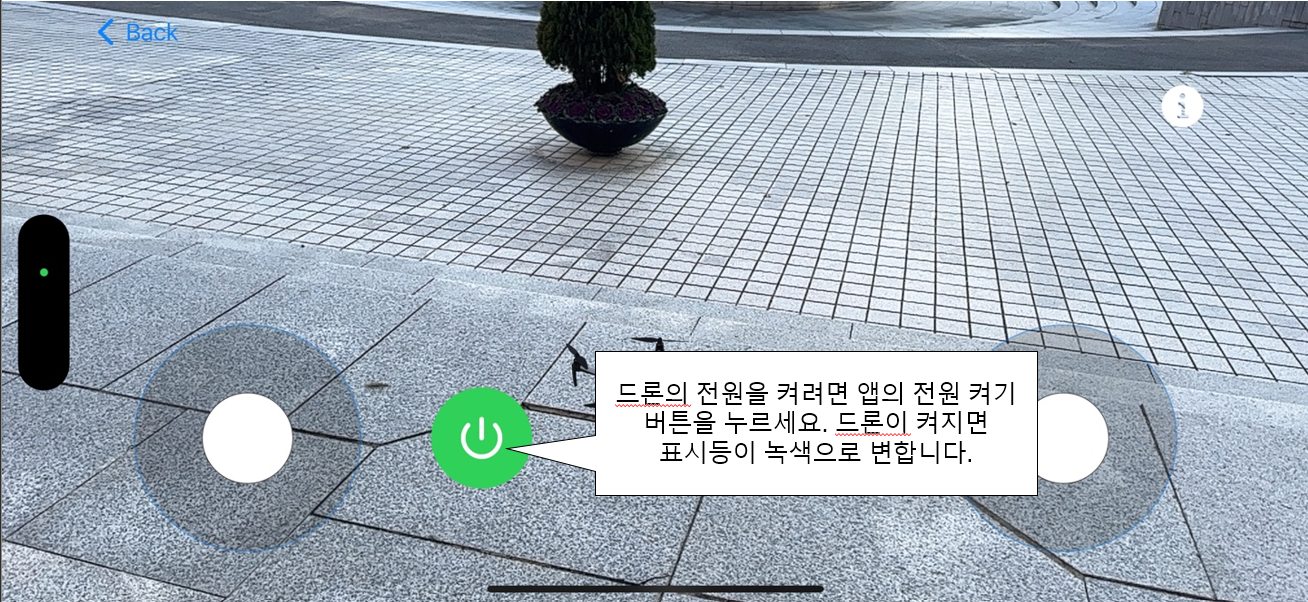 Back
드론의 전원을 켜려면 앱의 전원 켜기
버튼을 누르세요. 드론이 켜지면
표시등이 녹색으로 변합니다.